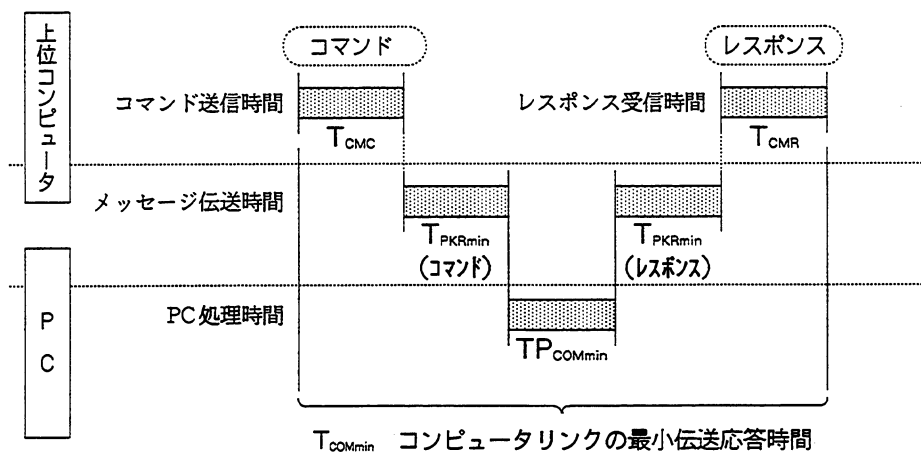 上位コンピュータ
コマンド
レスポンス
コマンド送信時間
レスポンス受信時間
TCMC
TCMR
メッセージ伝送時間
TPKRmin
(コマンド)
TPKRmin
(レスポンス)
PC
PC処理時間
TPCOMmin
TCOMmin コンピュータリンクの最小伝送応答時間